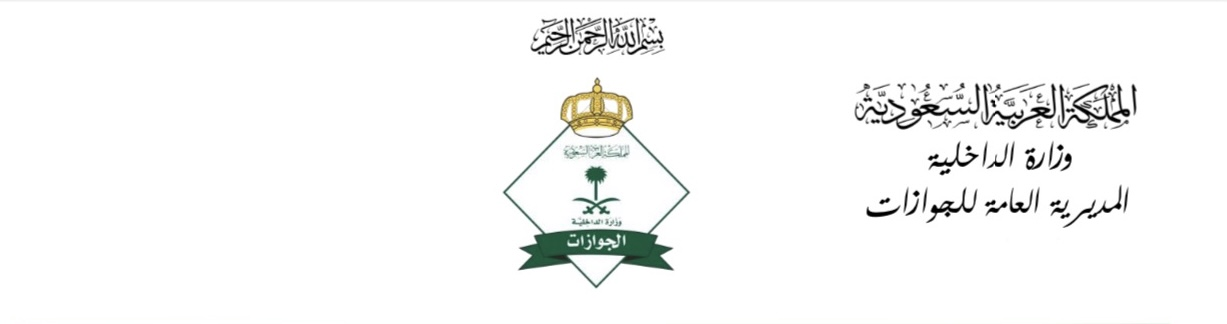 بسم الله الرحمن الرحيم
المملكة العربية السعودية
وزارة الداخلية
المديرية العامة للجوازات
المملكة العربية السعودية
وزارة الداخلية
الجوازات